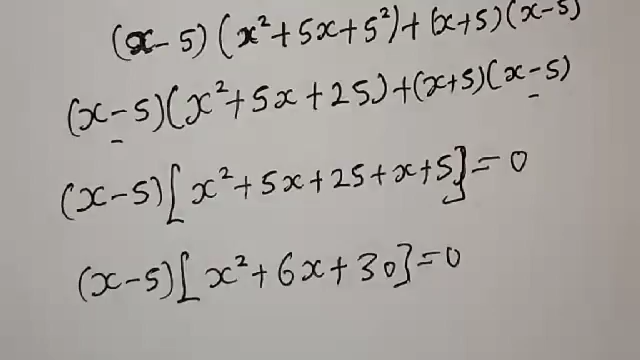 (x-5)(x²+5x+5²)+(x+5)(x-5)
(x-5)(x²+5x+25)+(x+5)(x-5)
(x-5)[x²+5x+25+x+5]=0
(x-5)[x²+6x+30]=0